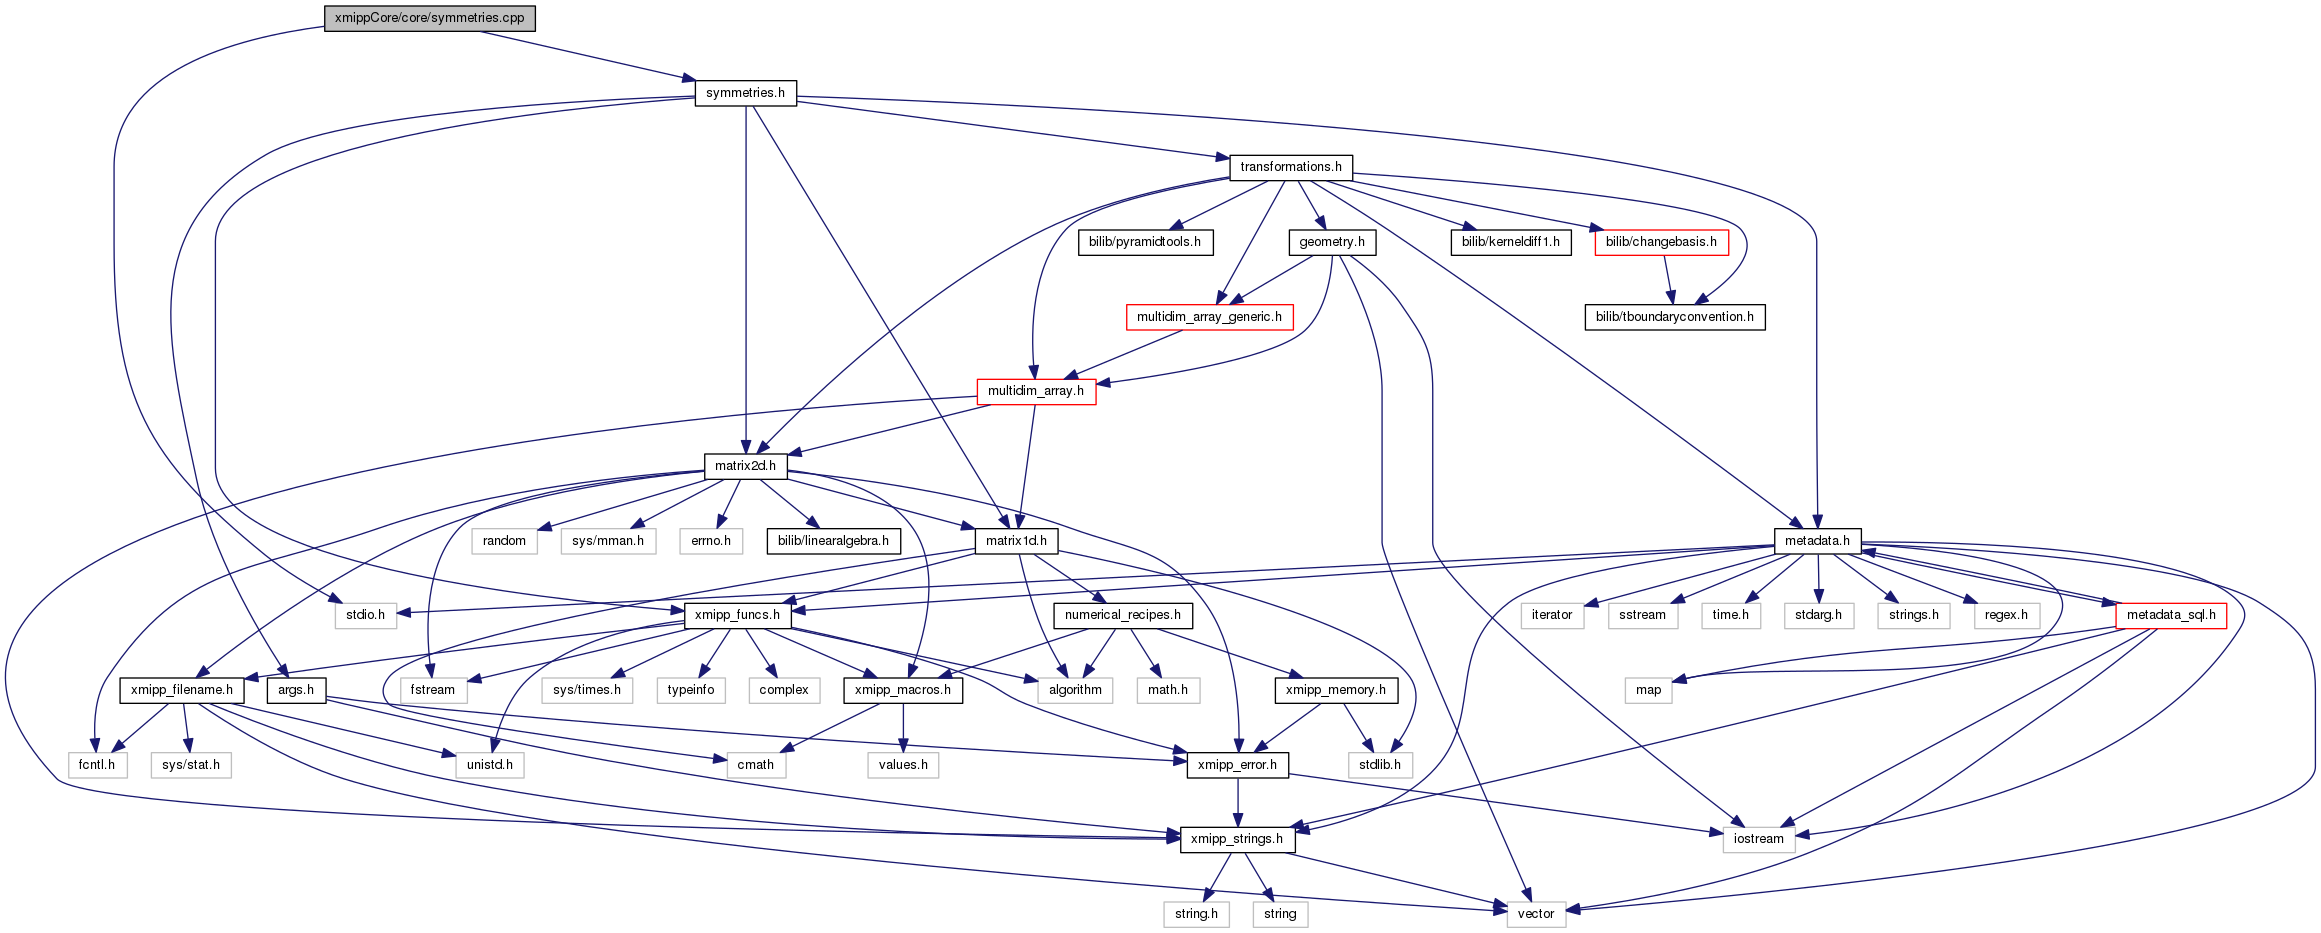 xmippCore/core/symmetries.cpp
symmetries.h
transformations.h
bilib/pyramidtools.h
geometry.h
bilib/kerneldiff1.h
bilib/changebasis.h
multidim_array_generic.h
bilib/tboundaryconvention.h
multidim_array.h
matrix2d.h
random
sys/mman.h
errno.h
bilib/linearalgebra.h
matrix1d.h
metadata.h
stdio.h
xmipp_funcs.h
numerical_recipes.h
iterator
sstream
time.h
stdarg.h
strings.h
regex.h
metadata_sql.h
xmipp_filename.h
args.h
fstream
sys/times.h
typeinfo
complex
xmipp_macros.h
algorithm
math.h
xmipp_memory.h
map
fcntl.h
sys/stat.h
unistd.h
cmath
values.h
xmipp_error.h
stdlib.h
xmipp_strings.h
iostream
string.h
string
vector